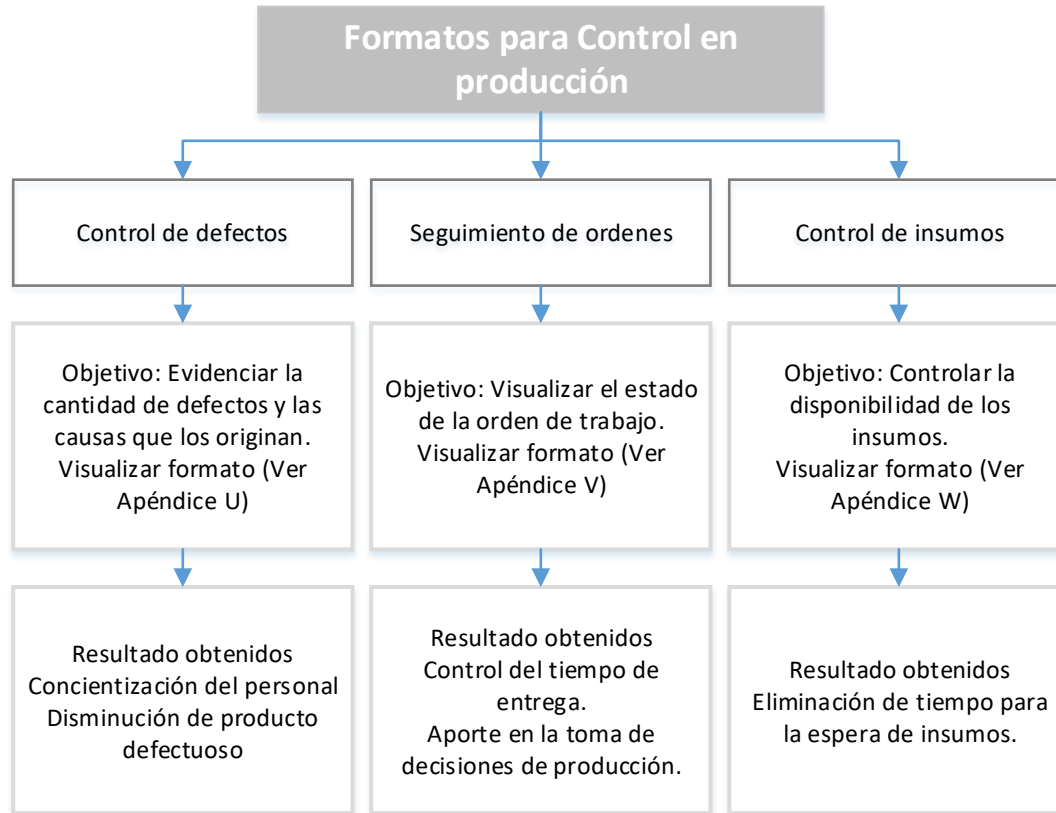 Formatos para Control en
producción
Control de defectos
Seguimiento de ordenes
Control de insumos
Objetivo: Evidenciar la
cantidad de defectos y las
causas que los originan.
Visualizar formato (Ver
Apéndice U)
Objetivo: Visualizar el estado
de la orden de trabajo.
Visualizar formato (Ver
Apéndice V)
Objetivo: Controlar la
disponibilidad de los
insumos.
Visualizar formato (Ver
Apéndice W)
Resultado obtenidos
Concientización del personal
Disminución de producto
defectuoso
Resultado obtenidos
Control del tiempo de
entrega.
Aporte en la toma de
decisiones de producción.
Resultado obtenidos
Eliminación de tiempo para
la espera de insumos.